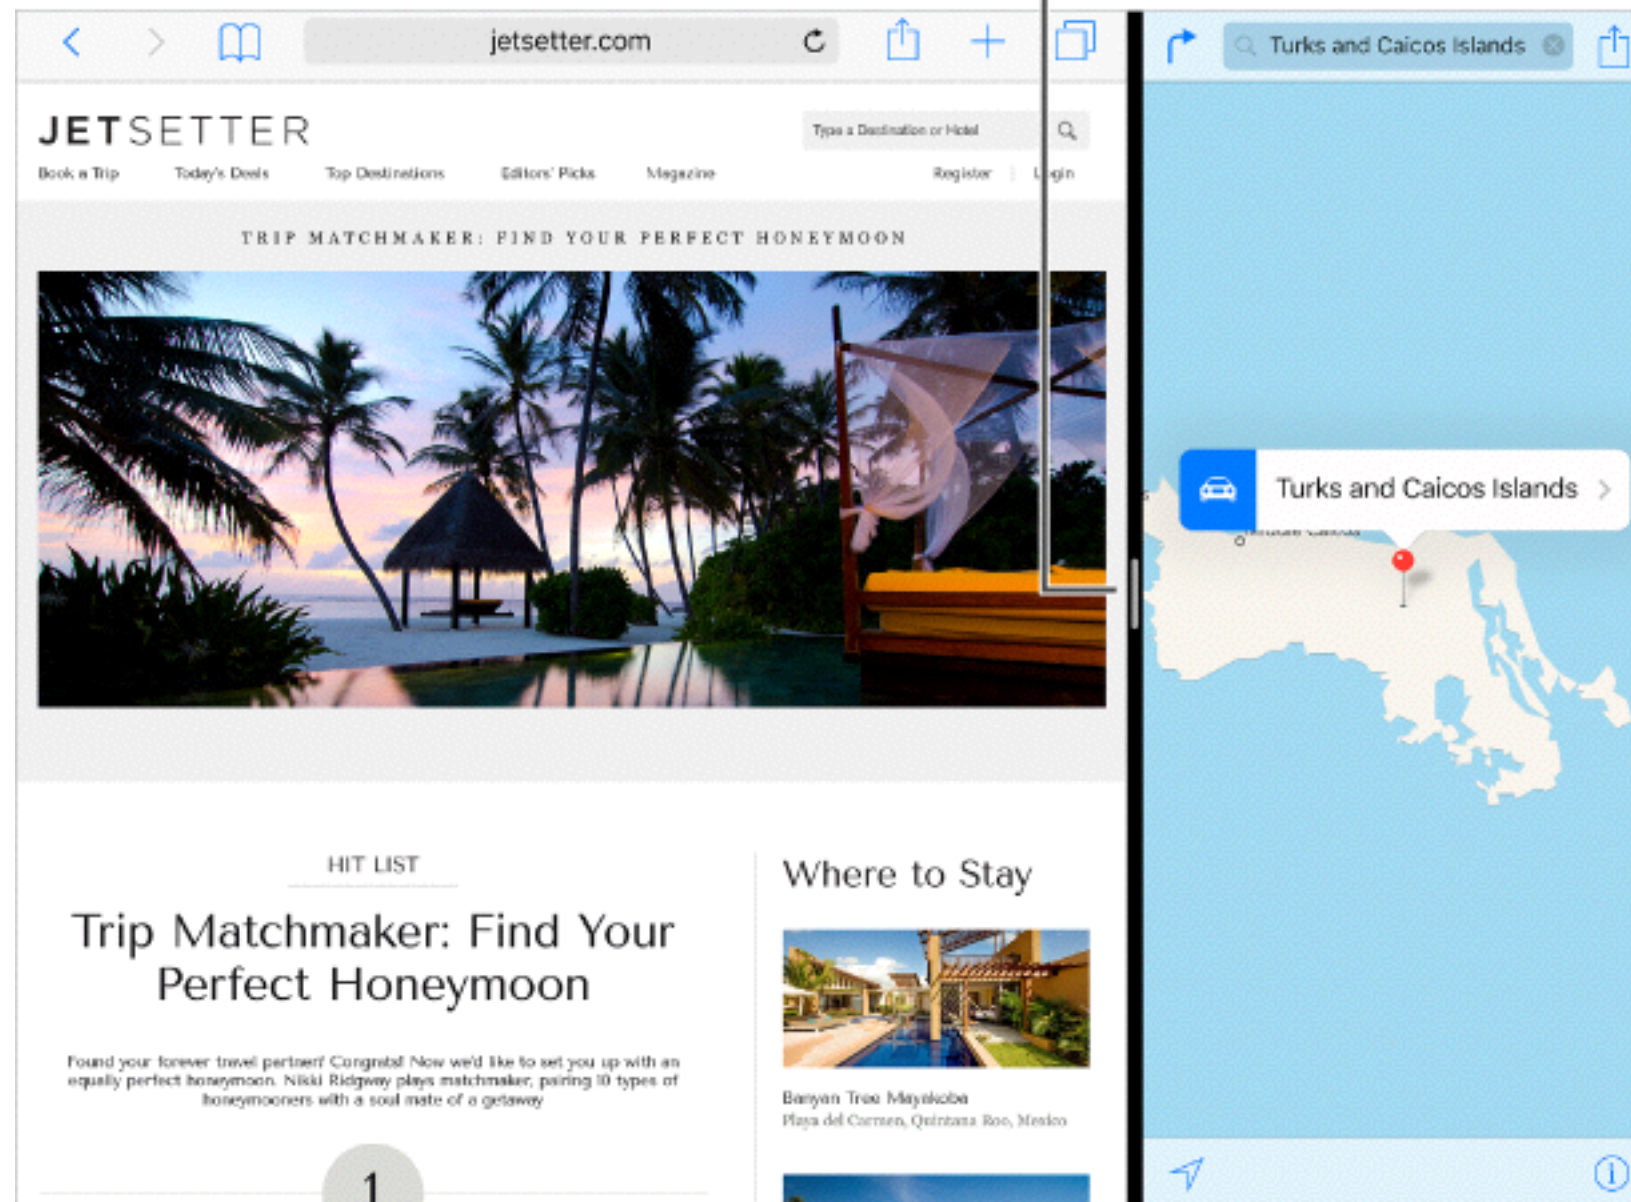 jetsetter.com
Turks and Caicos Islands
JETSETTER
Type a Destination or Hotel
Book a Trip
Today's Deals
Top Destinations
Editors' Picks
Magazine
Register
Login
TRIP MATCHMAKER: FIND YOUR PERFECT HONEYMOON
Turks and Caicos Islands
HIT LIST
Trip Matchmaker: Find Your
Perfect Honeymoon
Found your forever travel partner? Congrats! Now we'd like to set you up with an
equally perfect honeymoon. Nikki Ridgway plays matchmaker, pairing 10 types of
honeymooners with a soul mate of a getaway
1
Where to Stay
Banyan Tree Mayakoba
Playa del Carmen, Quintana Roo, Mexico